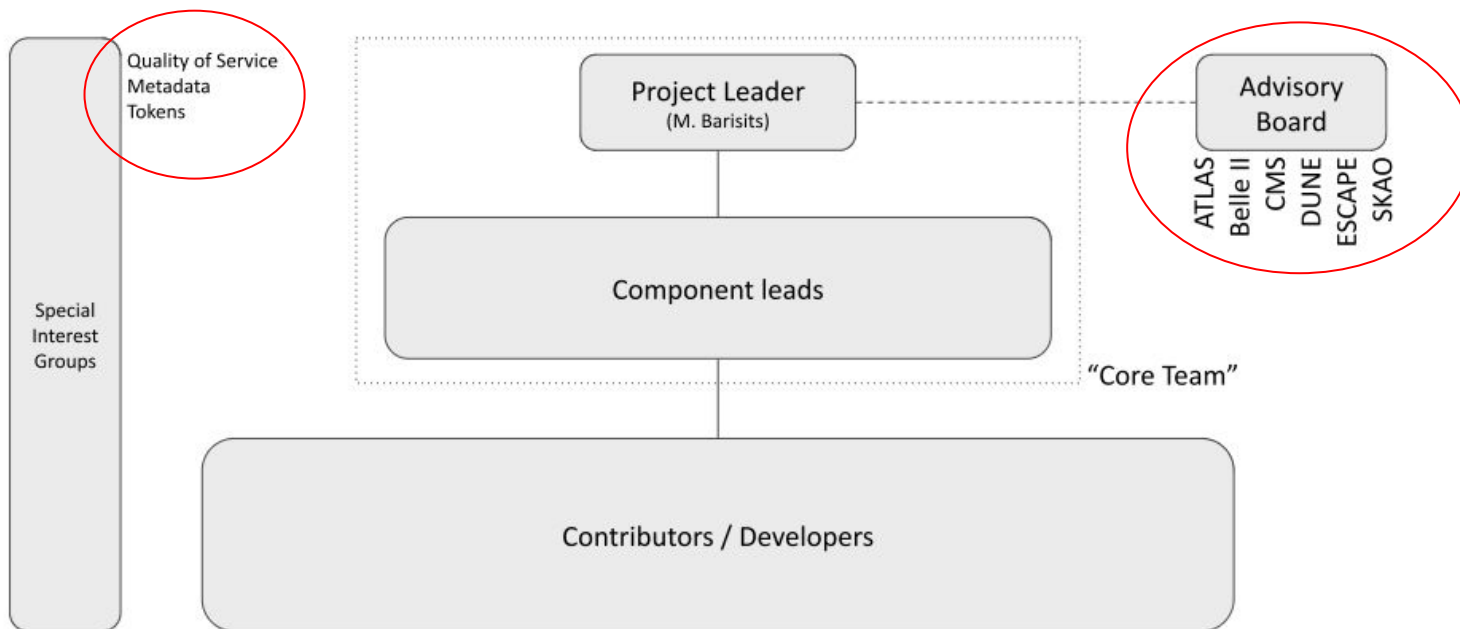 Quality of Service
Metadata
Tokens
Special
Interest
Groups
Project Leader
(M. Barisits)
Component leads
"Core Team"
Contributors / Developers
Advisory
Board
ATLAS
Belle II
CMS
DUNE
ESCAPE
SKAO